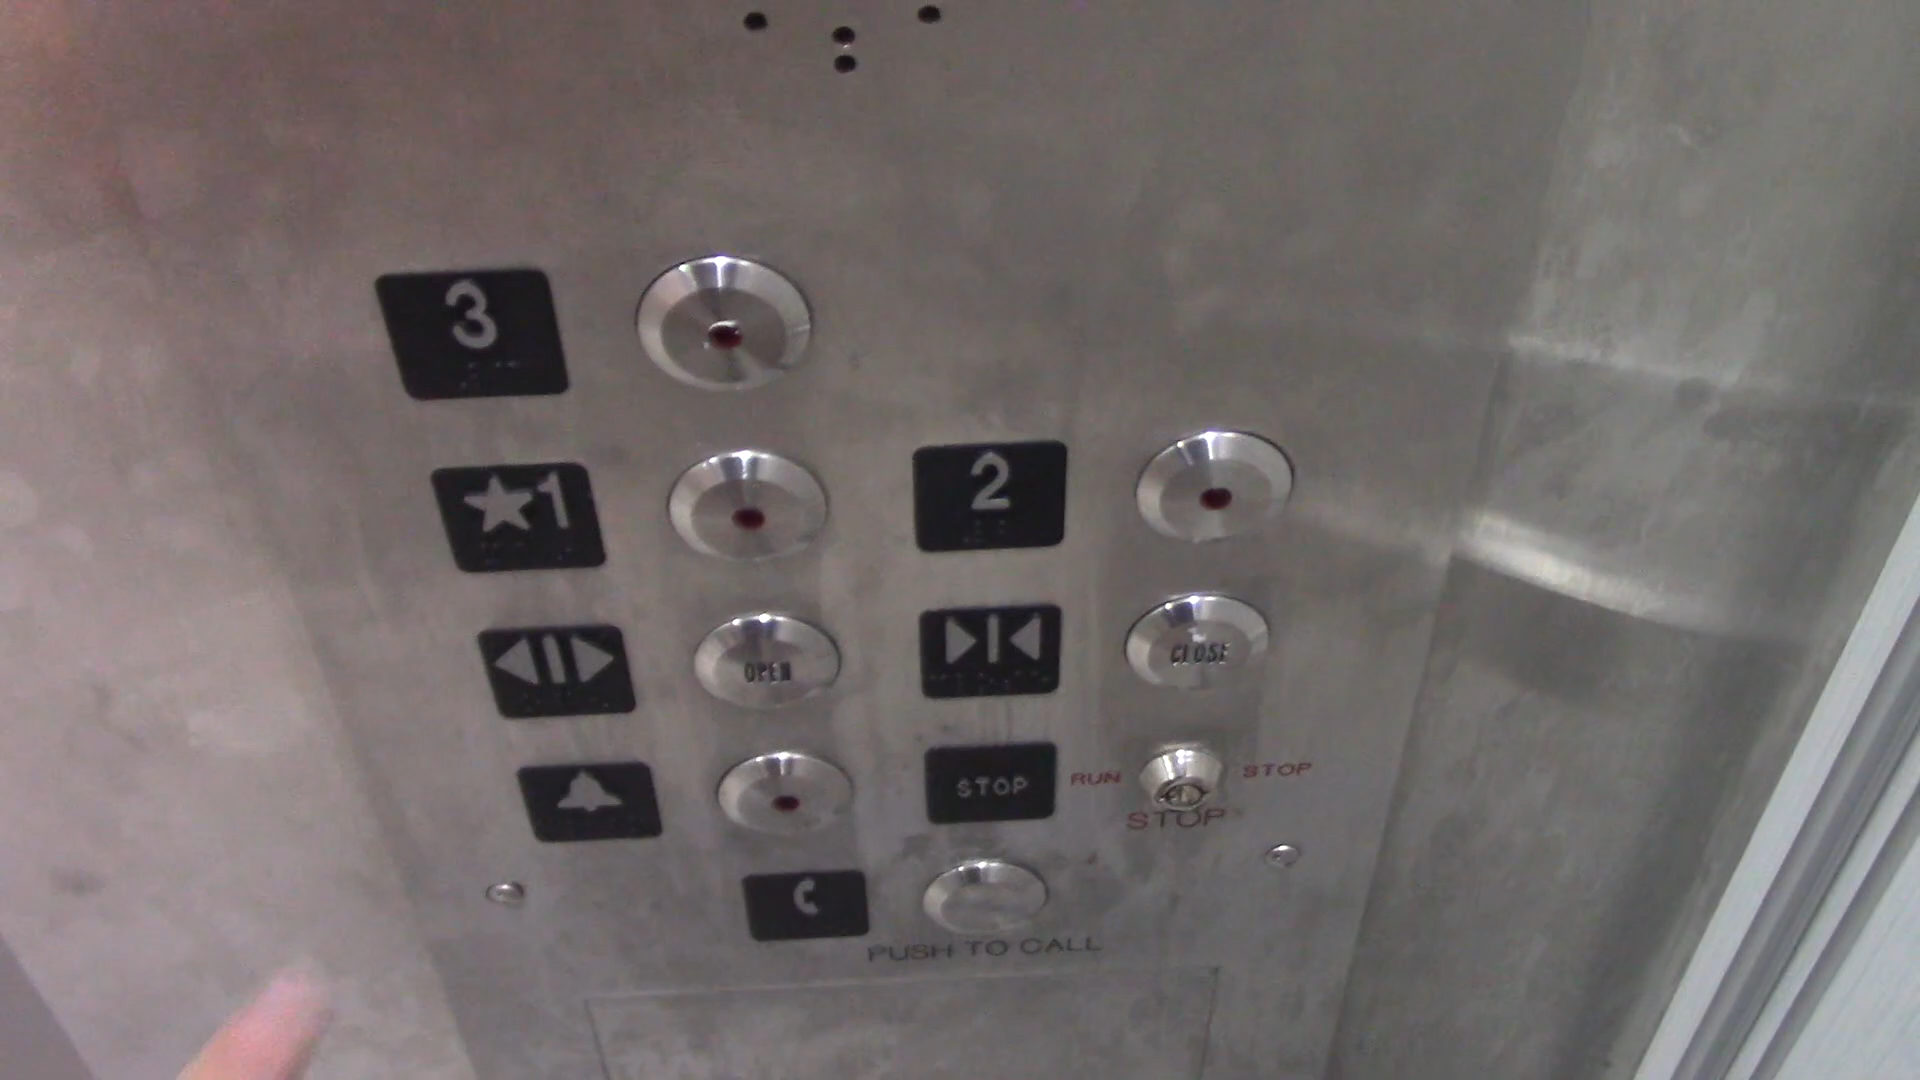 3
★1
2
OPEN
CLOSE
STOP
RUN
STOP
STOP
PUSH TO CALL